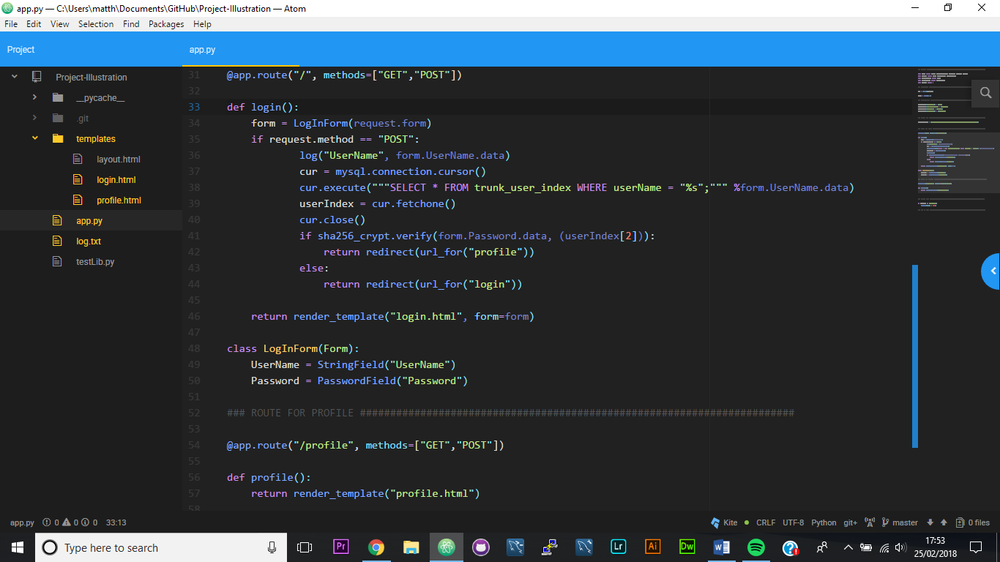 app.py — C:\Users\matth\Documents\GitHub\Project-Illustration — Atom
File Edit View Selection Find Packages Help
Project
app.py
Project-Illustration
__pycache__
.git
templates
layout.html
login.html
profile.html
app.py
log.txt
testLib.py
31 @app.route("/", methods=["GET","POST"])
32
33 def login():
34     form = LogInForm(request.form)
35     if request.method == "POST":
36             log("UserName", form.UserName.data)
37             cur = mysql.connection.cursor()
38             cur.execute("""SELECT * FROM trunk_user_index WHERE userName = "%s";""" %form.UserName.data)
39             userIndex = cur.fetchone()
40             cur.close()
41             if sha256_crypt.verify(form.Password.data, (userIndex[2])):
42                 return redirect(url_for("profile"))
43             else:
44                 return redirect(url_for("login"))
45
46     return render_template("login.html", form=form)
47
48 class LogInForm(Form):
49     UserName = StringField("UserName")
50     Password = PasswordField("Password")
51
52 ### ROUTE FOR PROFILE ########################################################################
53
54 @app.route("/profile", methods=["GET","POST"])
55
56 def profile():
57     return render_template("profile.html")
58
app.py 0 0 0 33:13 Kite CRLF UTF-8 Python git+ master 0 files
Type here to search Pr Lr Ai Dw W 17:53
25/02/2018